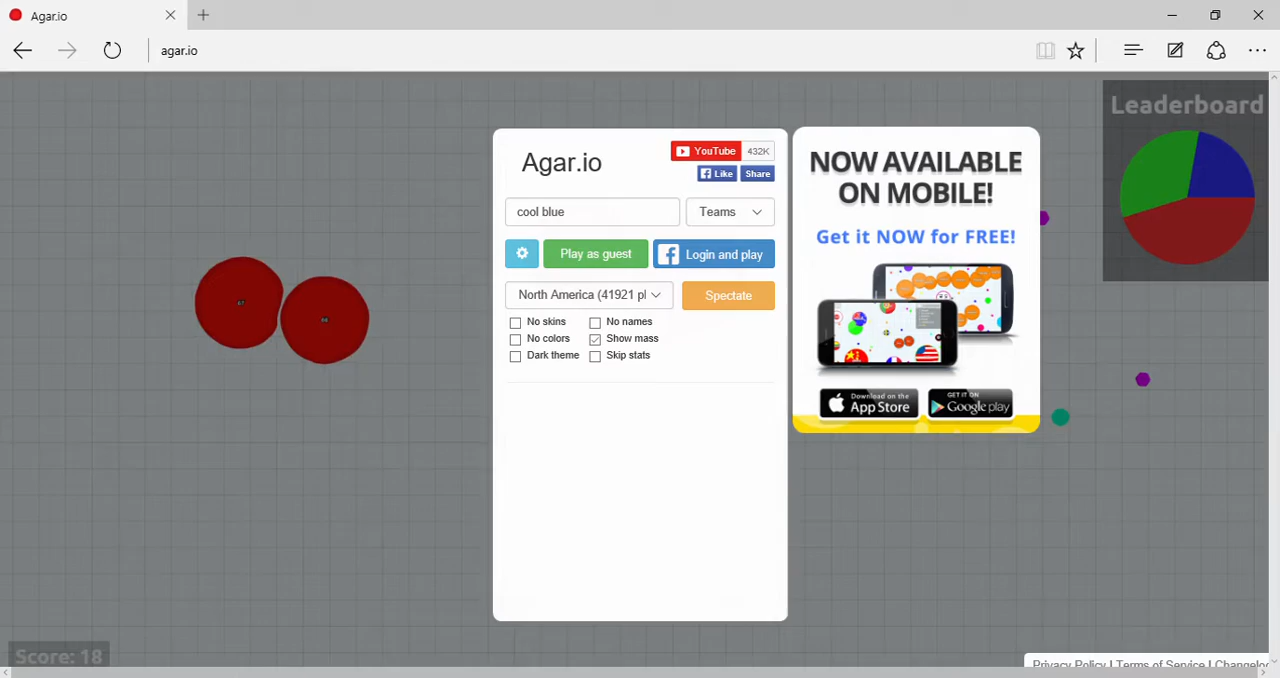 Agar.io
agar.io
Leaderboard
Agar.io
YouTube 432K
Like Share
cool blue Teams
Play as guest Login and play
North America (41921 pl Spectate
No skins No names
No colors Show mass
Dark theme Skip stats
NOW AVAILABLE
ON MOBILE!
Get it NOW for FREE!
Download on the
App Store
GET IT ON
Google play
Score: 18
Privacy Policy | Terms of Service | Changelog